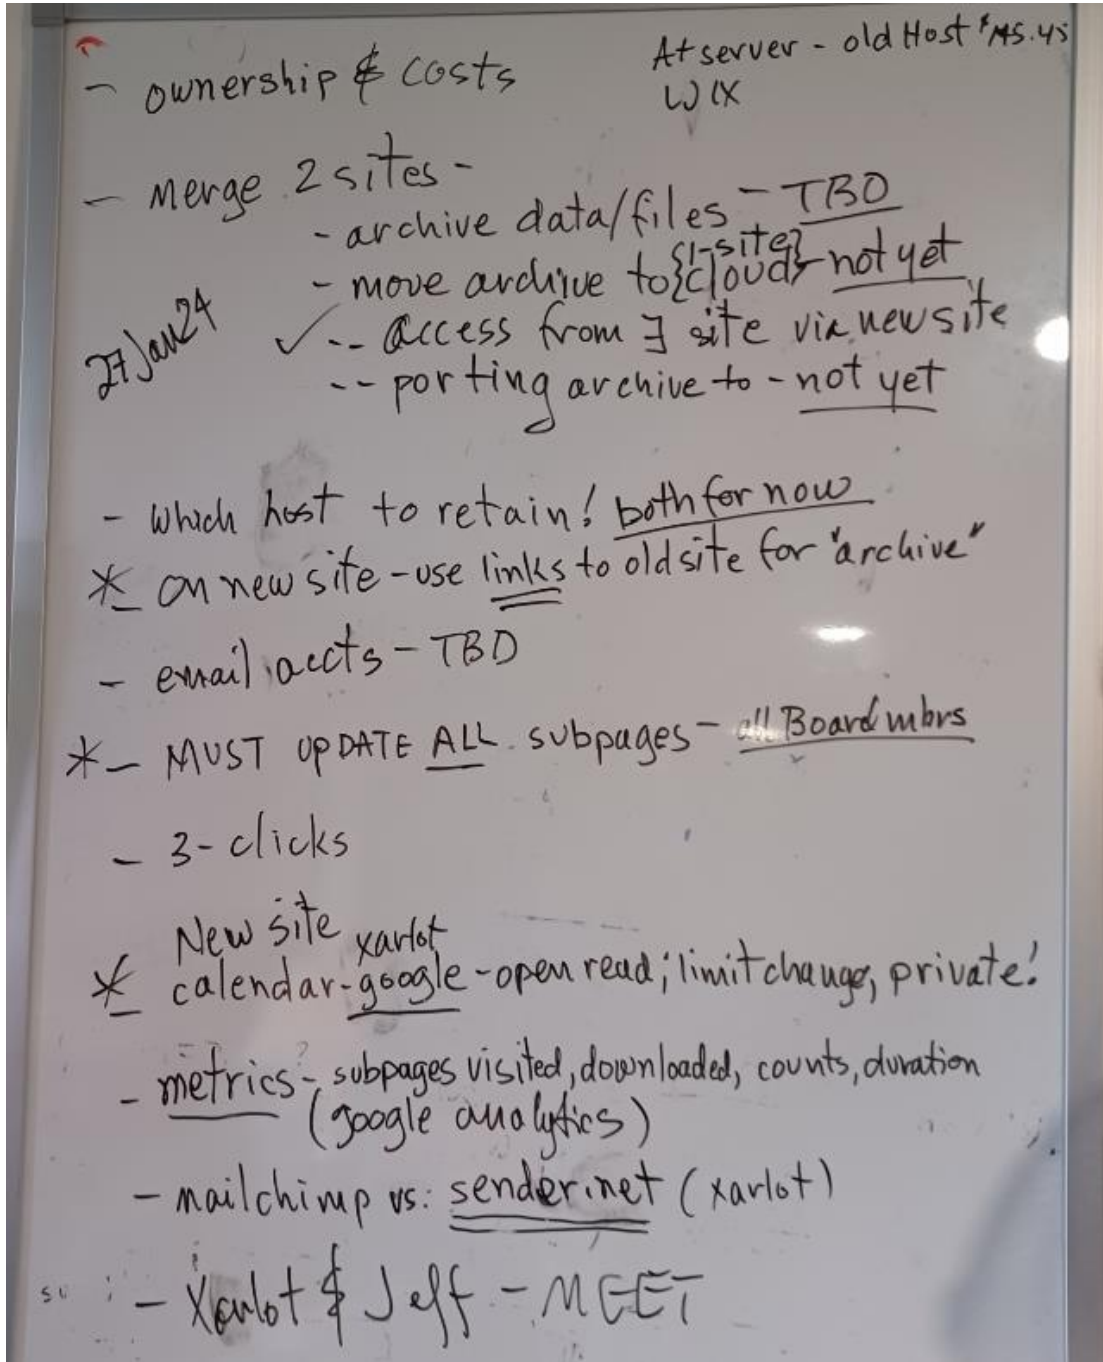 - ownership & costs
At server - old Host
WIX
- Merge 2 sites -
- archive data/files - TBD
- move archive to {1-site} {cloud} - not yet
27 Jan 24
✓ -- access from ∃ site via new site
-- porting archive to - not yet
- which host to retain! both for now
* on new site - use links to old site for "archive"
- email accts - TBD
* - MUST UPDATE ALL subpages - all Board mbrs
- 3-clicks
New site xarlot
* calendar - google - open read; limit change, private!
- metrics - subpages visited, downloaded, counts, duration
(google analytics)
- mailchimp vs: sender.net (xarlot)
- Xarlot & Jeff - MEET